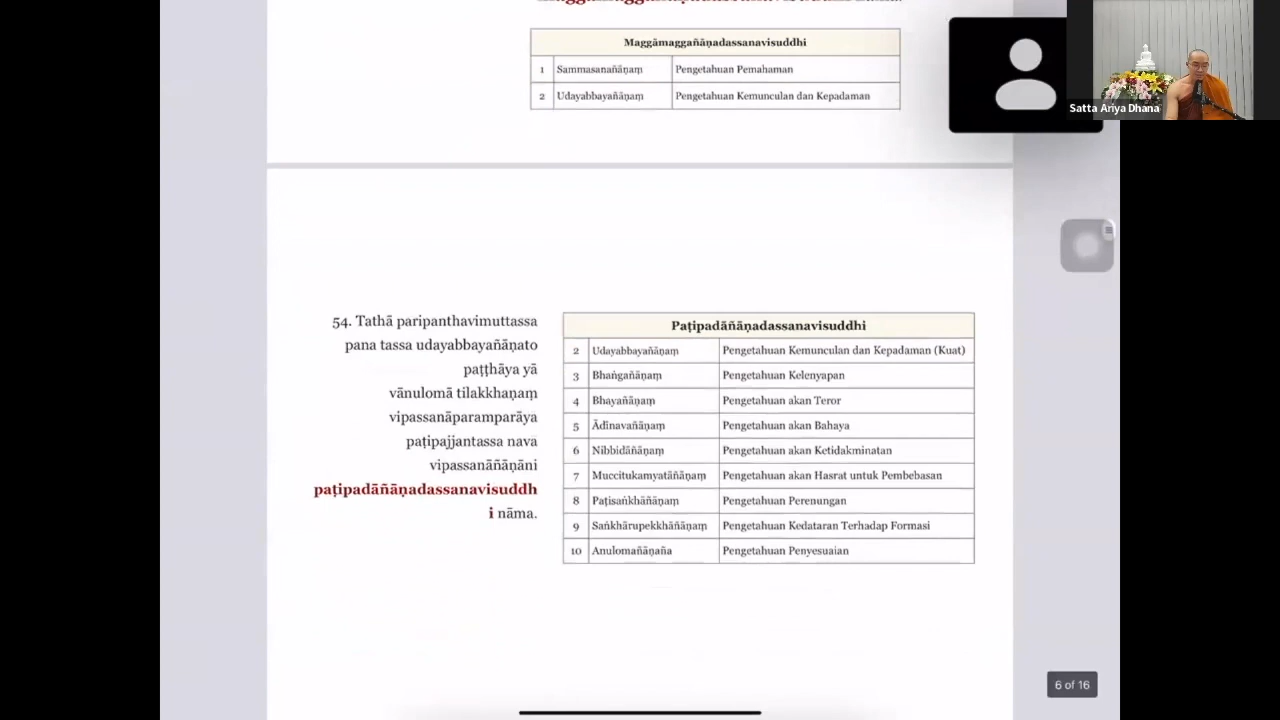 Maggāmaggañāṇadassanavisuddhi
1 Sammasanañāṇaṃ Pengetahuan Pemahaman
2 Udayabbayañāṇaṃ Pengetahuan Kemunculan dan Kepadaman
Satta Ariya Dhana
54. Tathā paripanthavimuttassa
pana tassa udayabbayañāṇato
paṭṭhāya yā
vānulomā tilakkhaṇaṃ
vipassanāparamparāya
paṭipajjantassa nava
vipassanāñāṇāni
paṭipadāñāṇadassanavisuddh
i nāma.
Paṭipadāñāṇadassanavisuddhi
2 Udayabbayañāṇaṃ Pengetahuan Kemunculan dan Kepadaman (Kuat)
3 Bhaṅgañāṇaṃ Pengetahuan Kelenyapan
4 Bhayañāṇaṃ Pengetahuan akan Teror
5 Ādīnavañāṇaṃ Pengetahuan akan Bahaya
6 Nibbidāñāṇaṃ Pengetahuan akan Ketidakminatan
7 Muccitukamyatāñāṇaṃ Pengetahuan akan Hasrat untuk Pembebasan
8 Paṭisaṅkhāñāṇaṃ Pengetahuan Perenungan
9 Saṅkhārupekkhāñāṇaṃ Pengetahuan Kedataran Terhadap Formasi
10 Anulomañāṇaña Pengetahuan Penyesuaian
6 of 16